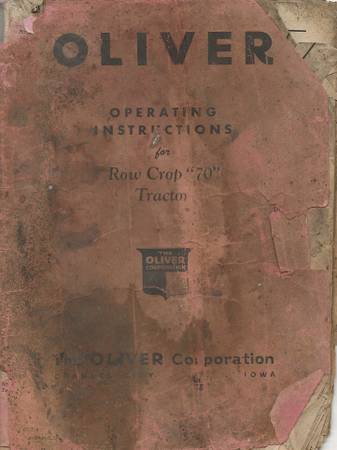 OLIVER
OPERATING
INSTRUCTIONS
for
Row Crop "70"
Tractor
THE
OLIVER
CORPORATION
The OLIVER Corporation
IOWA